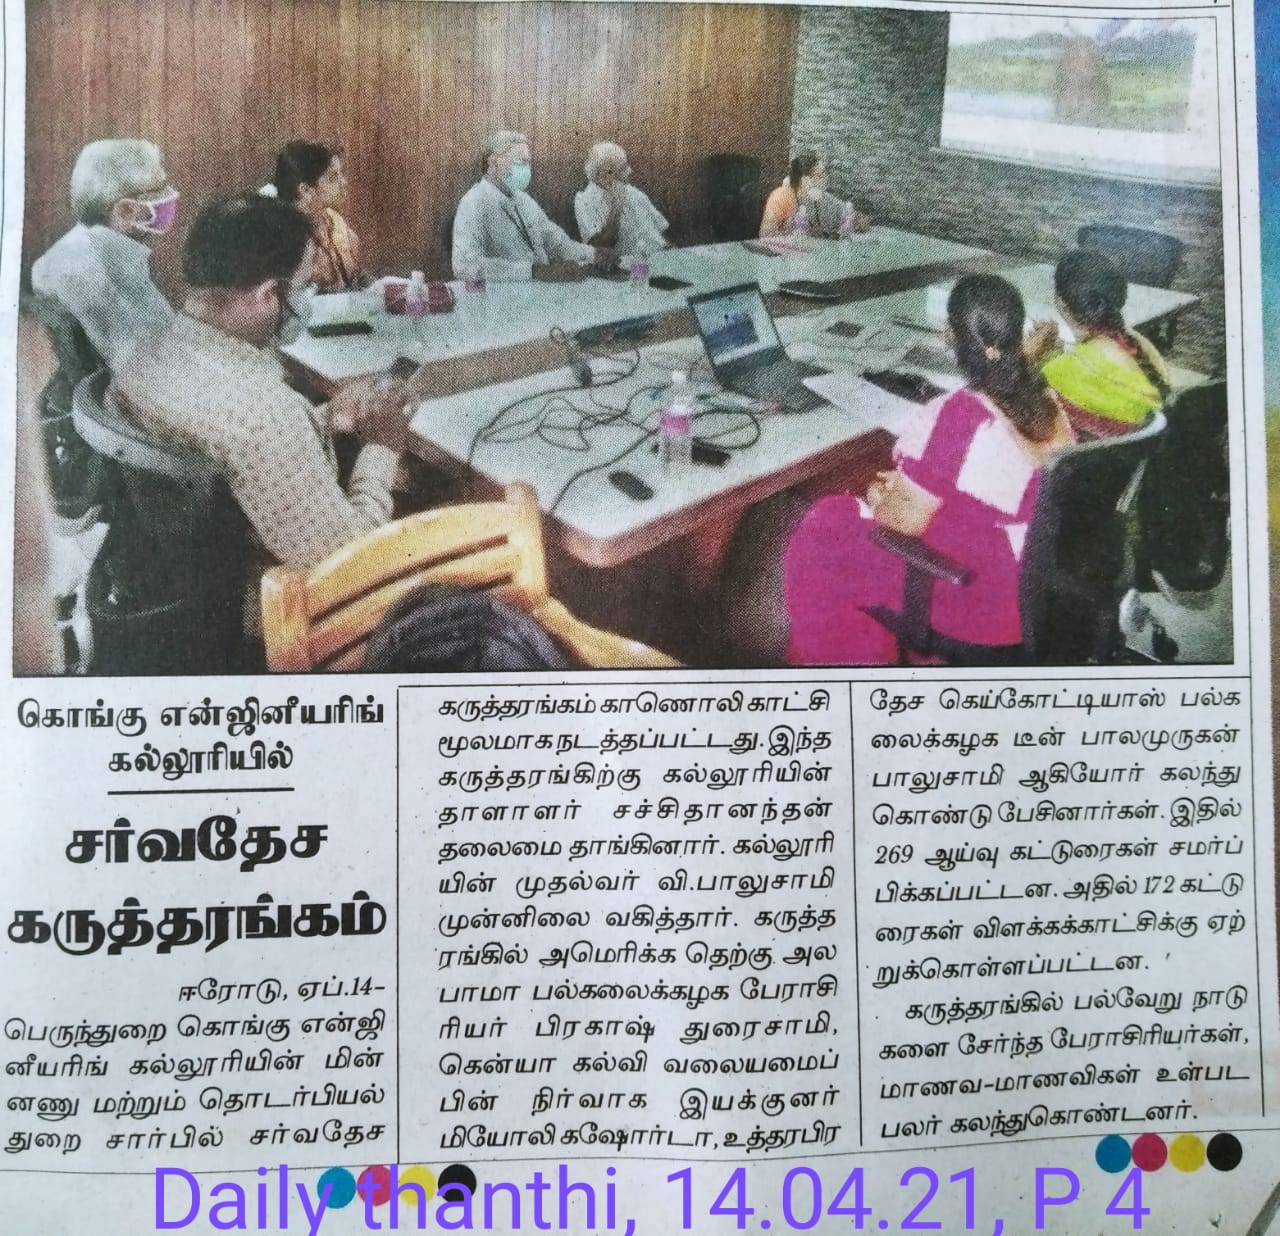 கொங்கு என்ஜினீயரிங்
கல்லூரியில்
சர்வதேச
கருத்தரங்கம்
ஈரோடு, ஏப்.14-
பெருந்துறை கொங்கு என்ஜி
னீயரிங் கல்லூரியின் மின்
னணு மற்றும் தொடர்பியல்
துறை சார்பில் சர்வதேச
கருத்தரங்கம் காணொலி காட்சி
மூலமாக நடத்தப்பட்டது. இந்த
கருத்தரங்கிற்கு கல்லூரியின்
தாளாளர் சச்சிதானந்தன்
தலைமை தாங்கினார். கல்லூரி
யின் முதல்வர் வி.பாலுசாமி
முன்னிலை வகித்தார். கருத்த
ரங்கில் அமெரிக்க தெற்கு அல
பாமா பல்கலைக்கழக பேராசி
ரியர் பிரகாஷ் துரைசாமி,
கென்யா கல்வி வலையமைப்
பின் நிர்வாக இயக்குனர்
மியோலி கஷோர்டா, உத்தரபிர
தேச கெய்கோட்டியாஸ் பல்க
லைக்கழக டீன் பாலமுருகன்
பாலுசாமி ஆகியோர் கலந்து
கொண்டு பேசினார்கள். இதில்
269 ஆய்வு கட்டுரைகள் சமர்ப்
பிக்கப்பட்டன. அதில் 172 கட்டு
ரைகள் விளக்கக்காட்சிக்கு ஏற்
றுக்கொள்ளப்பட்டன.
கருத்தரங்கில் பல்வேறு நாடு
களை சேர்ந்த பேராசிரியர்கள்,
மாணவ-மாணவிகள் உள்பட
பலர் கலந்துகொண்டனர்.
Daily thanthi, 14.04.21, P 4